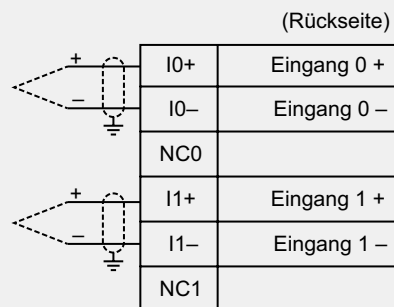 (Rückseite)
+ I0+ Eingang 0 +
– I0– Eingang 0 –
NC0
+ I1+ Eingang 1 +
– I1– Eingang 1 –
NC1